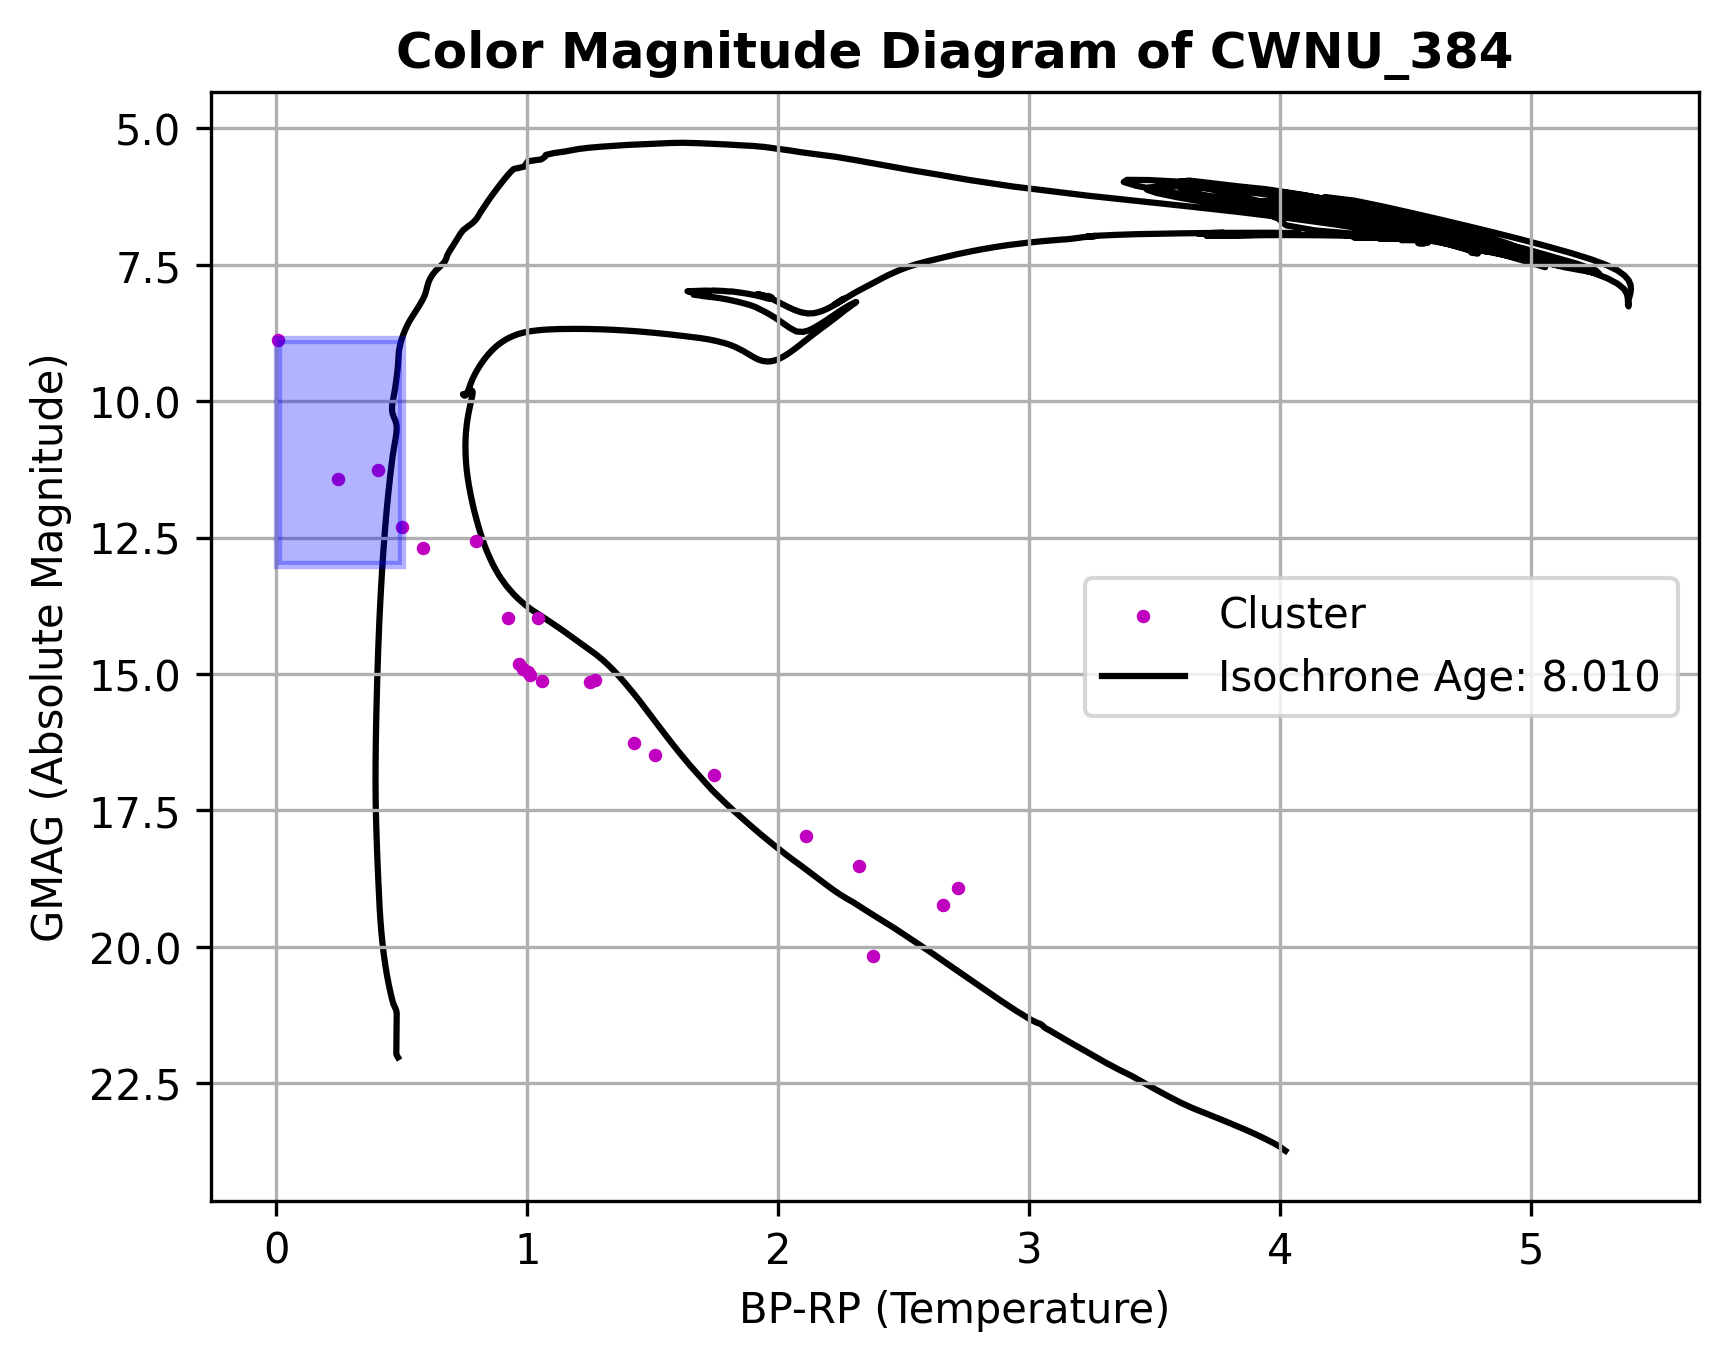 Color Magnitude Diagram of CWNU_384
GMAG (Absolute Magnitude)
5.0
7.5
10.0
12.5
15.0
17.5
20.0
22.5
Cluster
Isochrone Age: 8.010
0 1 2 3 4 5
BP-RP (Temperature)